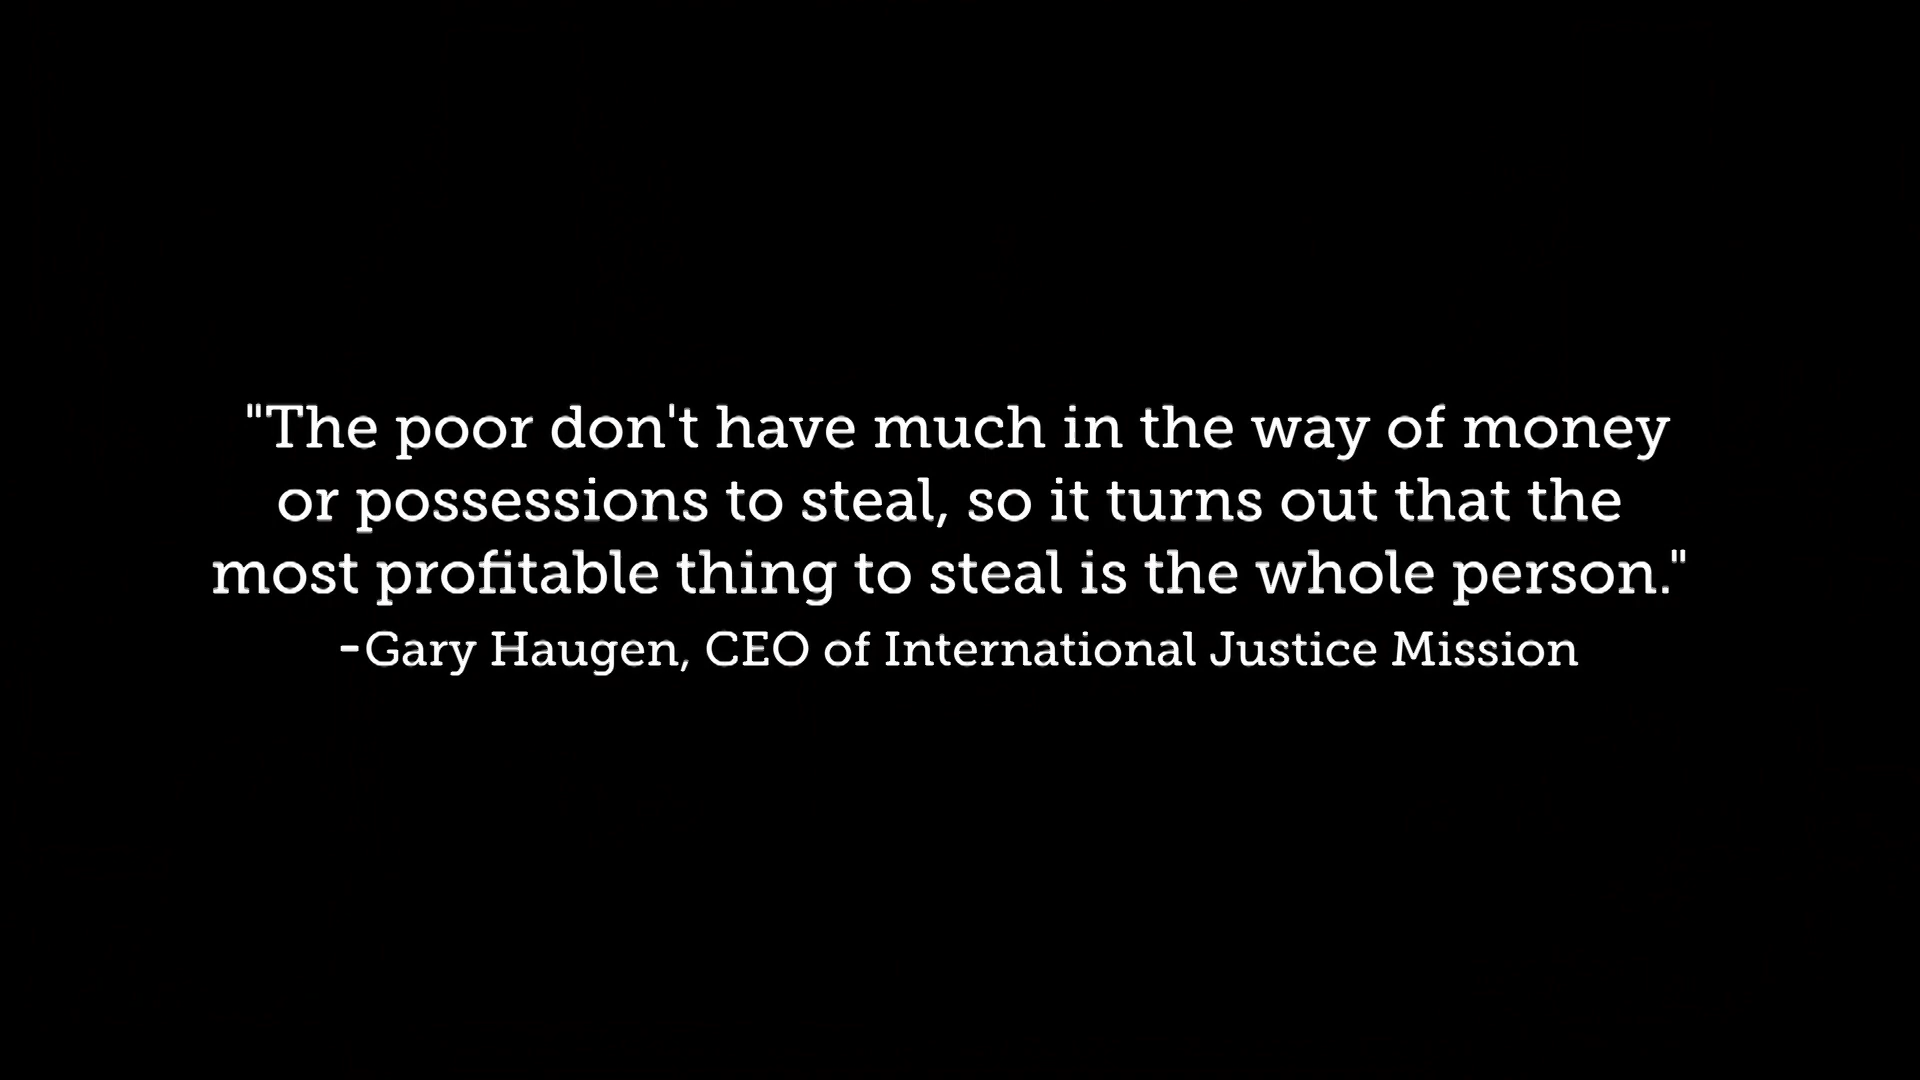 "The poor don't have much in the way of money
or possessions to steal, so it turns out that the
most profitable thing to steal is the whole person."
-Gary Haugen, CEO of International Justice Mission